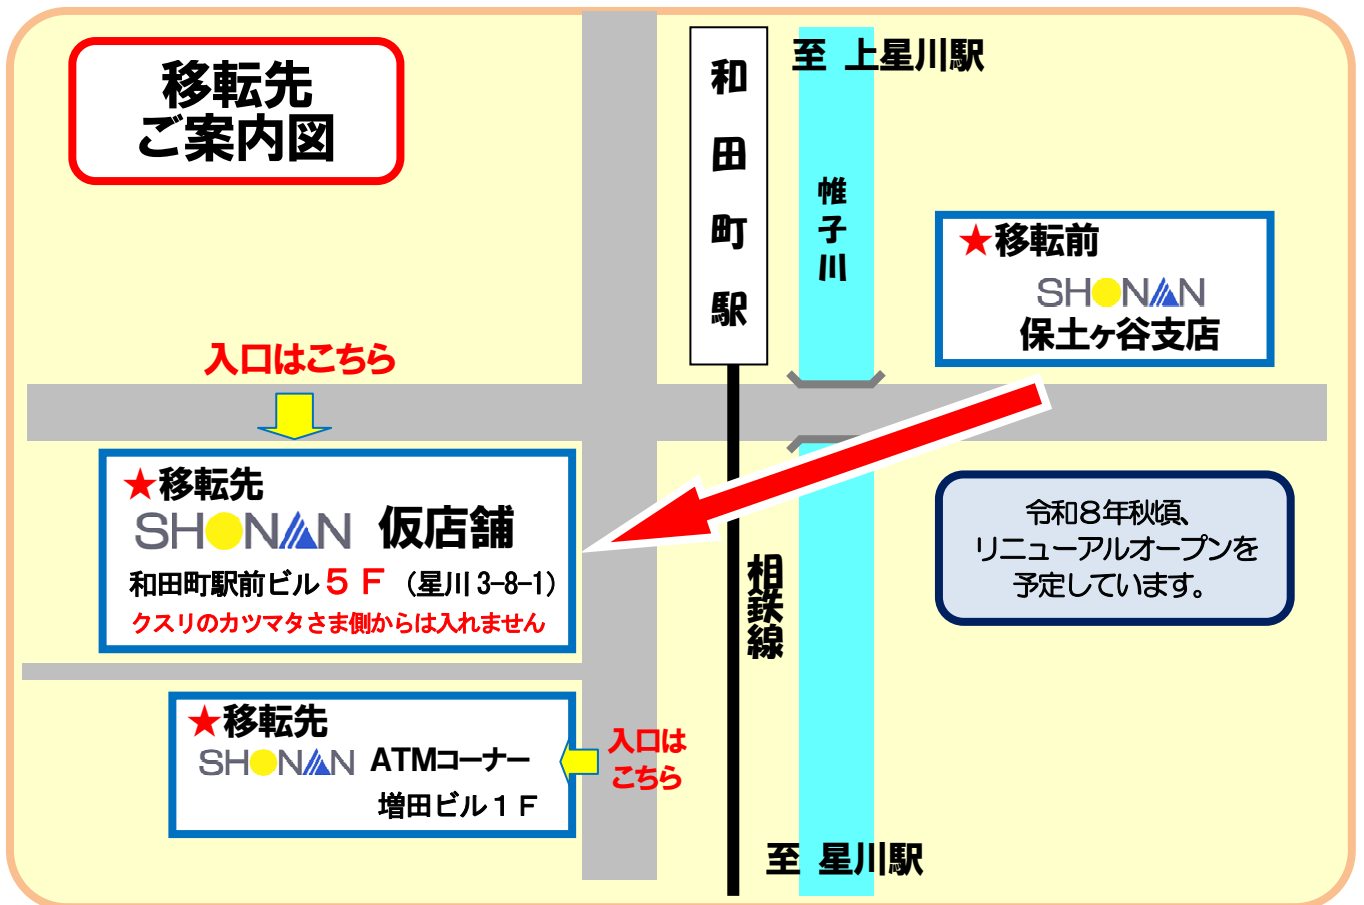 移転先
ご案内図
和田町駅
至 上星川駅
帷子川
★移転前
SHONAN
保土ヶ谷支店
入口はこちら
★移転先
SHONAN 仮店舗
和田町駅前ビル５Ｆ（星川3-8-1）
クスリのカツマタさま側からは入れません
令和８年秋頃、
リニューアルオープンを
予定しています。
相鉄線
★移転先
SHONAN ATMコーナー
増田ビル１Ｆ
入口は
こちら
至 星川駅